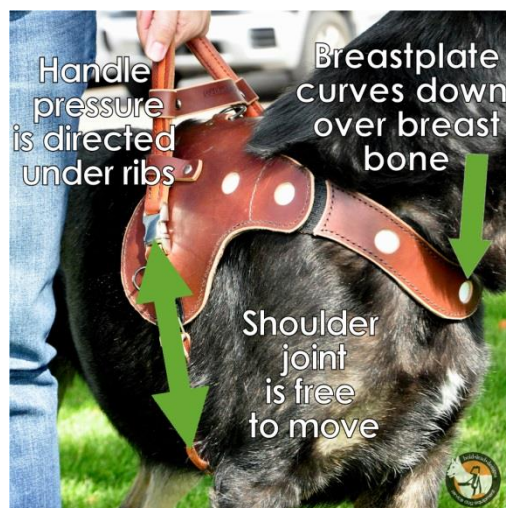 Handle
pressure
is directed
under ribs
Breastplate
curves down
over breast
bone
Shoulder
joint
is free
to move